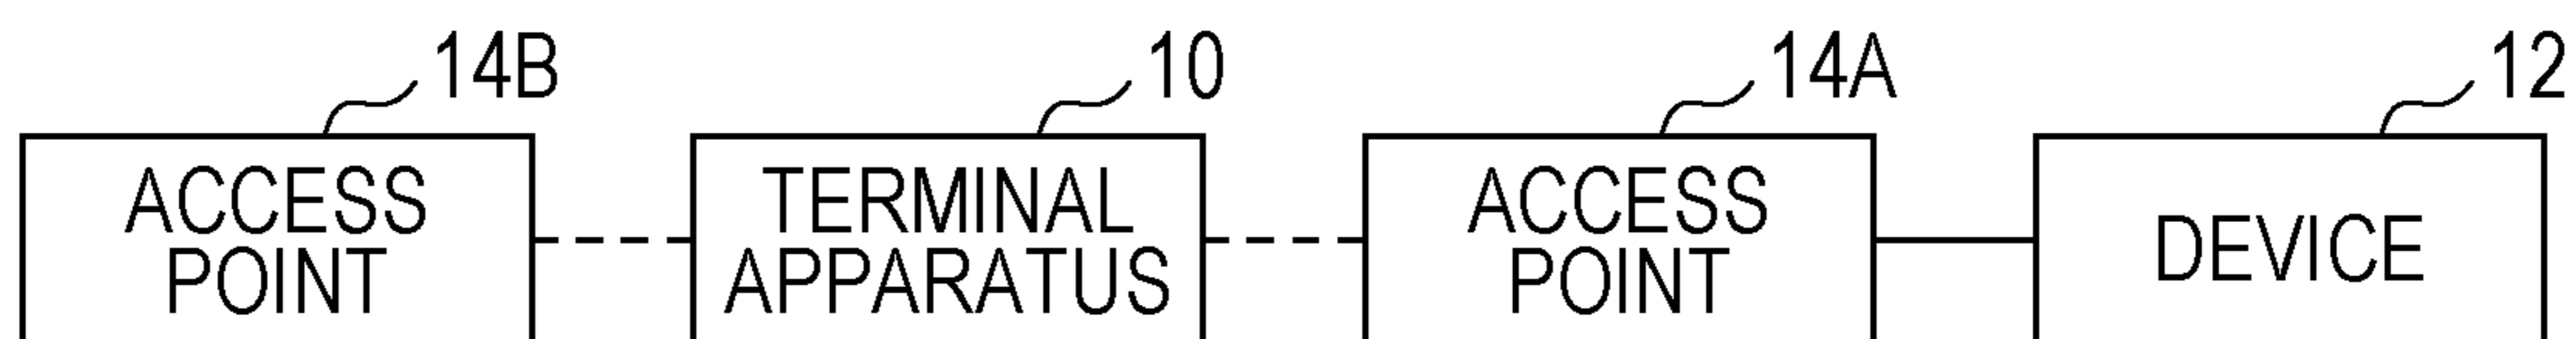 14B
10
14A
12
ACCESS
POINT
TERMINAL
APPARATUS
ACCESS
POINT
DEVICE